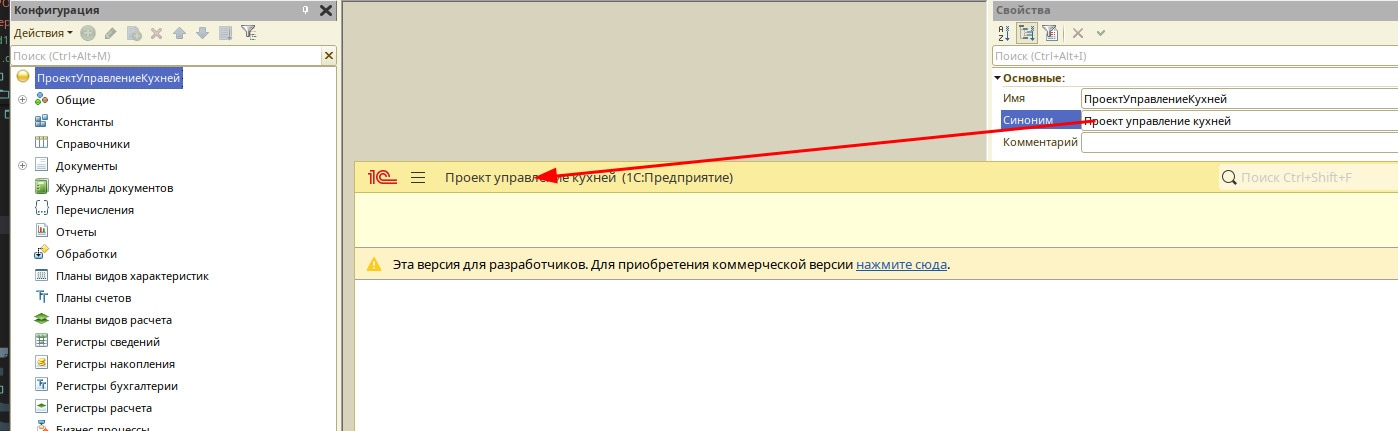 Конфигурация
Действия
Поиск (Ctrl+Alt+M)
ПроектУправлениеКухней
Общие
Константы
Справочники
Документы
Журналы документов
Перечисления
Отчеты
Обработки
Планы видов характеристик
Планы счетов
Планы видов расчета
Регистры сведений
Регистры накопления
Регистры бухгалтерии
Регистры расчета
Бизнес-процессы
Свойства
Поиск (Ctrl+Alt+I)
Основные:
Имя ПроектУправлениеКухней
Синоним Проект управление кухней
Комментарий
1С Проект управление кухней (1С:Предприятие) Поиск Ctrl+Shift+F
Эта версия для разработчиков. Для приобретения коммерческой версии нажмите сюда.